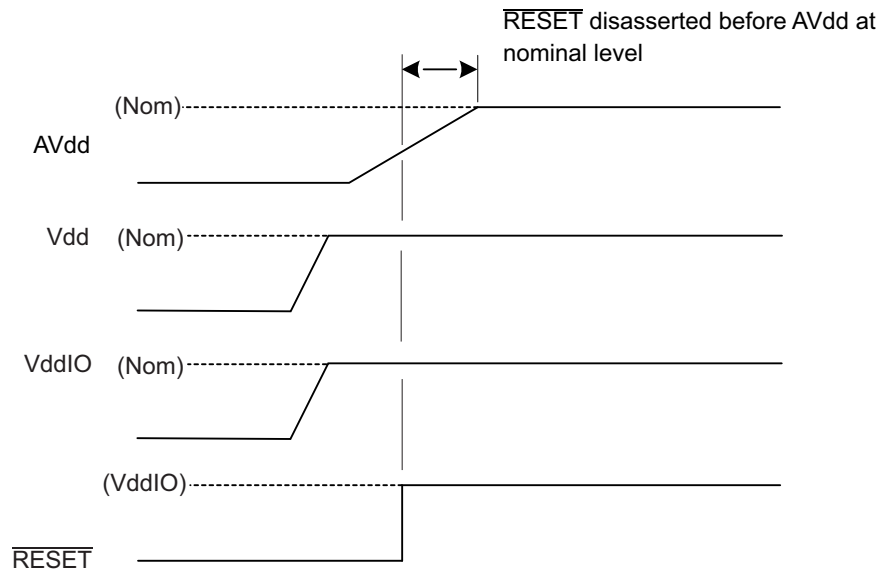 RESET disasserted before AVdd at
nominal level
(Nom)
AVdd
Vdd (Nom)
VddIO (Nom)
(VddIO)
RESET